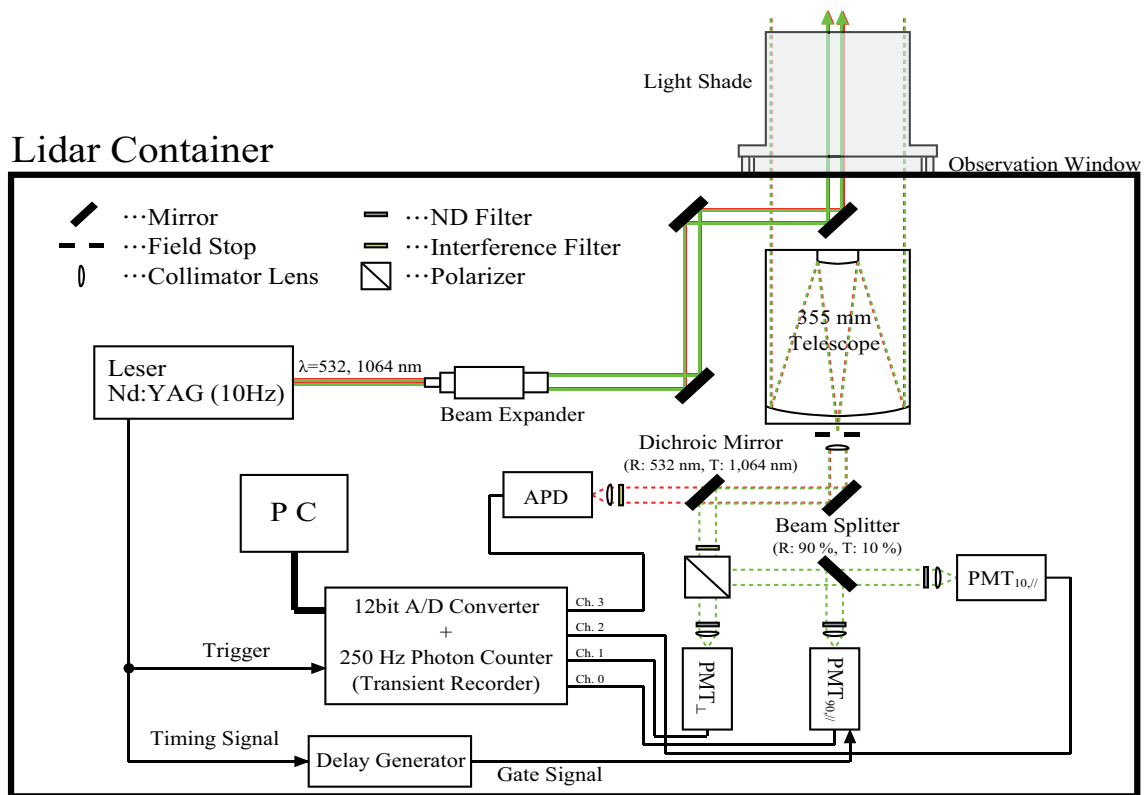 Light Shade
Lidar Container
Observation Window
…Mirror
…ND Filter
…Field Stop
…Interference Filter
…Collimator Lens
…Polarizer
355 mm
Telescope
Leser
Nd:YAG (10Hz)
λ=532, 1064 nm
Beam Expander
Dichroic Mirror
(R: 532 nm, T: 1,064 nm)
APD
P C
Beam Splitter
(R: 90 %, T: 10 %)
PMT10,//
12bit A/D Converter
+
250 Hz Photon Counter
(Transient Recorder)
Ch. 3
Ch. 2
Ch. 1
Ch. 0
Trigger
PMT⊥
PMT90,//
Timing Signal
Delay Generator
Gate Signal